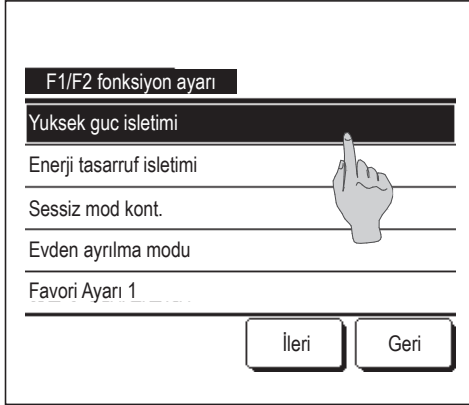 F1/F2 fonksiyon ayarı
Yuksek guc isletimi
Enerji tasarruf isletimi
Sessiz mod kont.
Evden ayrılma modu
Favori Ayarı 1
İleri
Geri